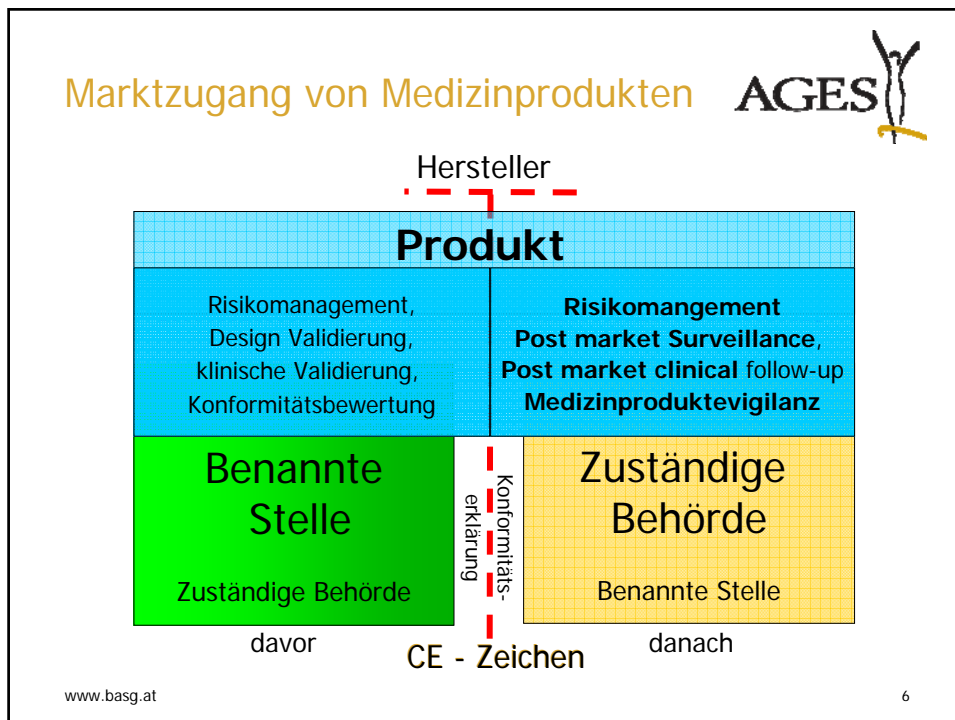 Marktzugang von Medizinprodukten
AGES
Hersteller
Produkt
Risikomanagement,
Design Validierung,
klinische Validierung,
Konformitätsbewertung
Risikomangement
Post market Surveillance,
Post market clinical follow-up
Medizinproduktevigilanz
Benannte
Stelle
Zuständige Behörde
Konformitäts-
erklärung
Zuständige
Behörde
Benannte Stelle
davor
CE - Zeichen
danach
www.basg.at
6